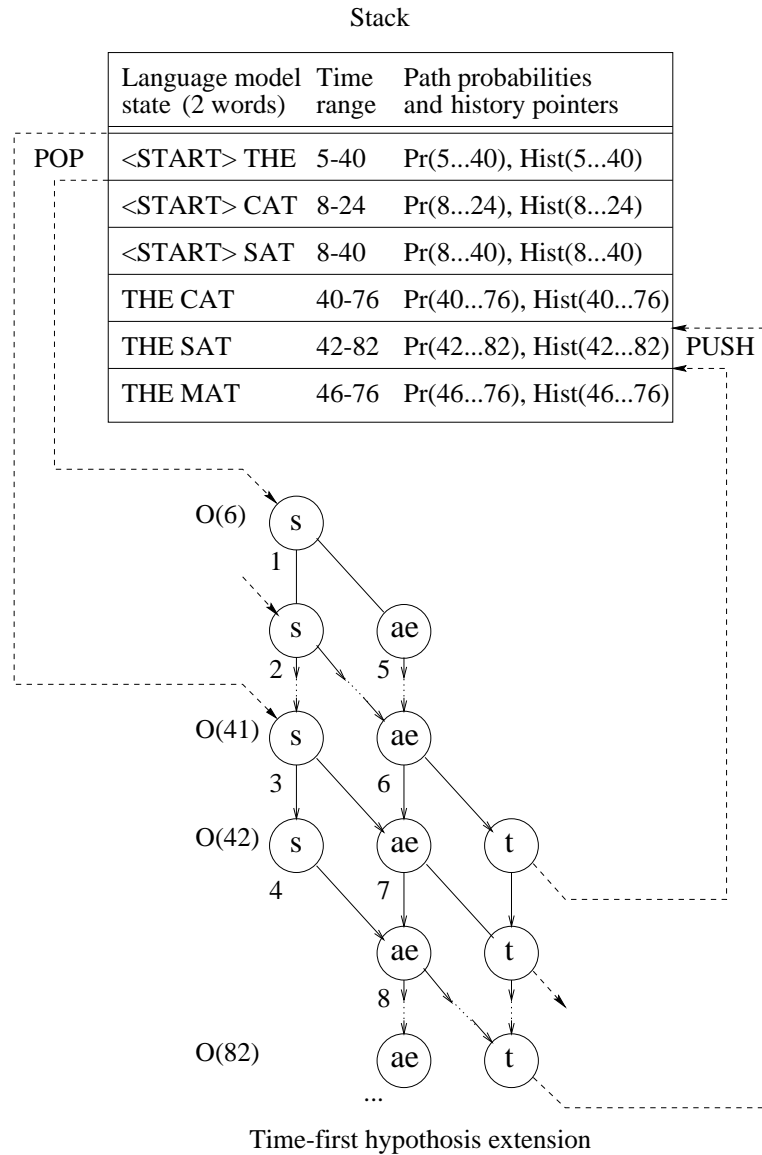 Stack
Language model Time Path probabilities
state (2 words) range and history pointers
POP <START> THE 5-40 Pr(5...40), Hist(5...40)
<START> CAT 8-24 Pr(8...24), Hist(8...24)
<START> SAT 8-40 Pr(8...40), Hist(8...40)
THE CAT 40-76 Pr(40...76), Hist(40...76)
THE SAT 42-82 Pr(42...82), Hist(42...82) PUSH
THE MAT 46-76 Pr(46...76), Hist(46...76)
O(6) s
1
s ae
2 5
O(41) s ae
3 6
O(42) s ae t
4 7
ae t
8
O(82) ae t
...
Time-first hypothosis extension